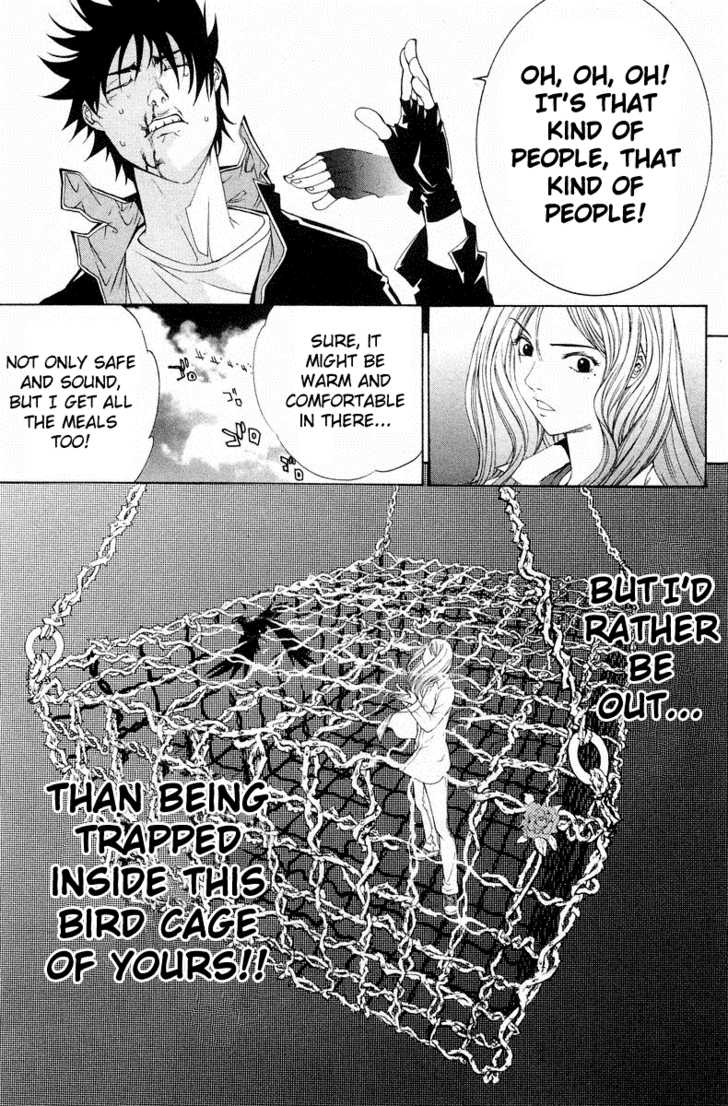 OH, OH, OH!
IT'S THAT
KIND OF
PEOPLE, THAT
KIND OF
PEOPLE!
SURE, IT
MIGHT BE
WARM AND
COMFORTABLE
IN THERE...
NOT ONLY SAFE
AND SOUND,
BUT I GET ALL
THE MEALS
TOO!
BUT I'D
RATHER
BE
OUT...
THAN BEING
TRAPPED
INSIDE THIS
BIRD CAGE
OF YOURS!!